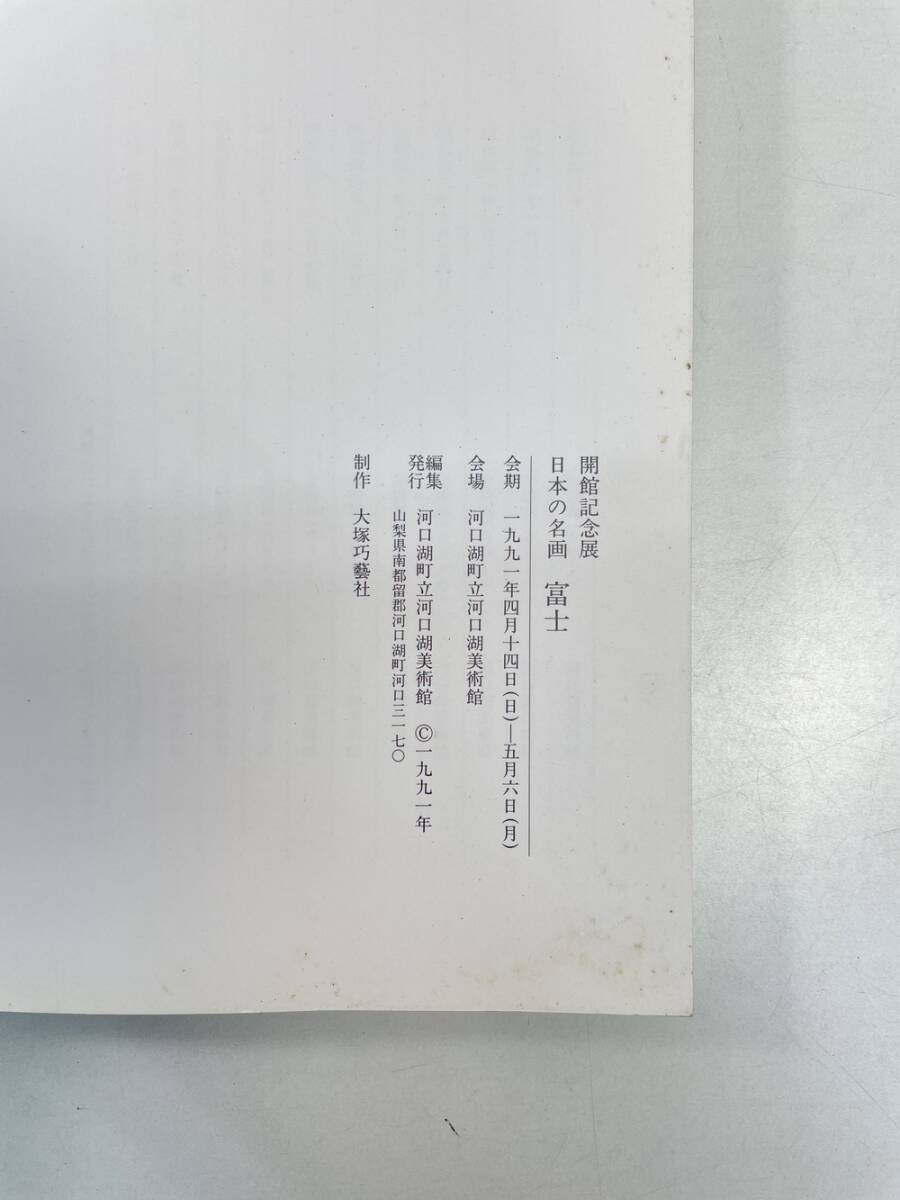 開館記念展
日本の名画 富士
会期 一九九一年四月十四日(日)—五月六日(月)
会場 河口湖町立河口湖美術館
編集
発行 河口湖町立河口湖美術館 ©一九九一年
山梨県南都留郡河口湖町河口三一七〇
制作 大塚巧藝社